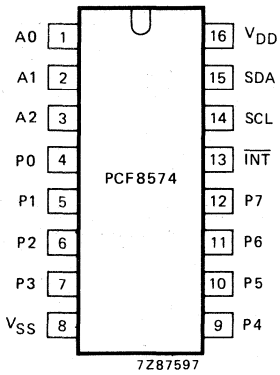 A0 1 16 VDD
A1 2 15 SDA
A2 3 14 SCL
P0 4 13 INT
PCF8574
P1 5 12 P7
P2 6 11 P6
P3 7 10 P5
VSS 8 9 P4
7Z87597